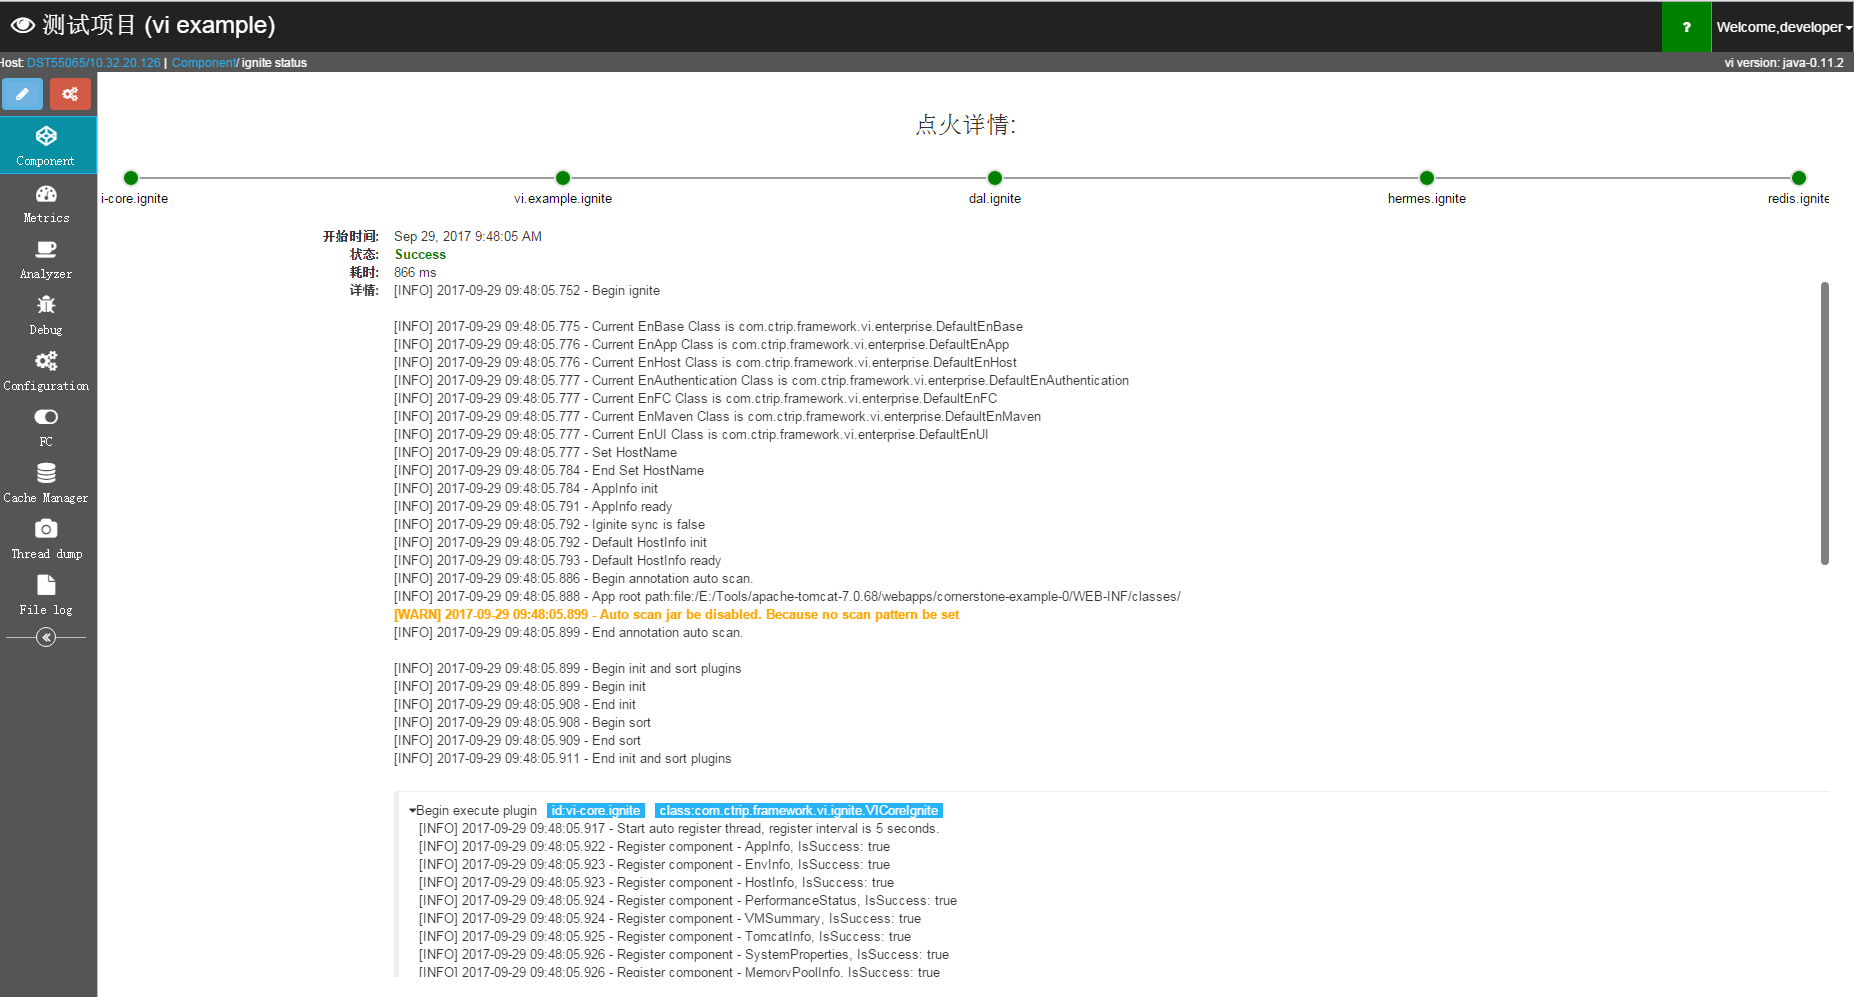 测试项目 (vi example)
?
Welcome,developer
Host: DST55065/10.32.20.126 | Component/ ignite status
vi version: java-0.11.2
Component
Metrics
Analyzer
Debug
Configuration
FC
Cache Manager
Thread dump
File log
点火详情:
i-core.ignite
vi.example.ignite
dal.ignite
hermes.ignite
redis.ignite
开始时间: Sep 29, 2017 9:48:05 AM
状态: Success
耗时: 866 ms
详情: [INFO] 2017-09-29 09:48:05.752 - Begin ignite
[INFO] 2017-09-29 09:48:05.775 - Current EnBase Class is com.ctrip.framework.vi.enterprise.DefaultEnBase
[INFO] 2017-09-29 09:48:05.776 - Current EnApp Class is com.ctrip.framework.vi.enterprise.DefaultEnApp
[INFO] 2017-09-29 09:48:05.776 - Current EnHost Class is com.ctrip.framework.vi.enterprise.DefaultEnHost
[INFO] 2017-09-29 09:48:05.777 - Current EnAuthentication Class is com.ctrip.framework.vi.enterprise.DefaultEnAuthentication
[INFO] 2017-09-29 09:48:05.777 - Current EnFC Class is com.ctrip.framework.vi.enterprise.DefaultEnFC
[INFO] 2017-09-29 09:48:05.777 - Current EnMaven Class is com.ctrip.framework.vi.enterprise.DefaultEnMaven
[INFO] 2017-09-29 09:48:05.777 - Current EnUI Class is com.ctrip.framework.vi.enterprise.DefaultEnUI
[INFO] 2017-09-29 09:48:05.777 - Set HostName
[INFO] 2017-09-29 09:48:05.784 - End Set HostName
[INFO] 2017-09-29 09:48:05.784 - AppInfo init
[INFO] 2017-09-29 09:48:05.791 - AppInfo ready
[INFO] 2017-09-29 09:48:05.792 - Iginite sync is false
[INFO] 2017-09-29 09:48:05.792 - Default HostInfo init
[INFO] 2017-09-29 09:48:05.793 - Default HostInfo ready
[INFO] 2017-09-29 09:48:05.886 - Begin annotation auto scan.
[INFO] 2017-09-29 09:48:05.888 - App root path:file:/E:/Tools/apache-tomcat-7.0.68/webapps/cornerstone-example-0/WEB-INF/classes/
[WARN] 2017-09-29 09:48:05.899 - Auto scan jar be disabled. Because no scan pattern be set
[INFO] 2017-09-29 09:48:05.899 - End annotation auto scan.
[INFO] 2017-09-29 09:48:05.899 - Begin init and sort plugins
[INFO] 2017-09-29 09:48:05.899 - Begin init
[INFO] 2017-09-29 09:48:05.908 - End init
[INFO] 2017-09-29 09:48:05.908 - Begin sort
[INFO] 2017-09-29 09:48:05.909 - End sort
[INFO] 2017-09-29 09:48:05.911 - End init and sort plugins
Begin execute plugin id:vi-core.ignite class:com.ctrip.framework.vi.ignite.VICoreIgnite
[INFO] 2017-09-29 09:48:05.917 - Start auto register thread, register interval is 5 seconds.
[INFO] 2017-09-29 09:48:05.922 - Register component - AppInfo, IsSuccess: true
[INFO] 2017-09-29 09:48:05.923 - Register component - EnvInfo, IsSuccess: true
[INFO] 2017-09-29 09:48:05.923 - Register component - HostInfo, IsSuccess: true
[INFO] 2017-09-29 09:48:05.924 - Register component - PerformanceStatus, IsSuccess: true
[INFO] 2017-09-29 09:48:05.924 - Register component - VMSummary, IsSuccess: true
[INFO] 2017-09-29 09:48:05.925 - Register component - TomcatInfo, IsSuccess: true
[INFO] 2017-09-29 09:48:05.926 - Register component - SystemProperties, IsSuccess: true
[INFO] 2017-09-29 09:48:05.926 - Register component - MemoryPoolInfo, IsSuccess: true